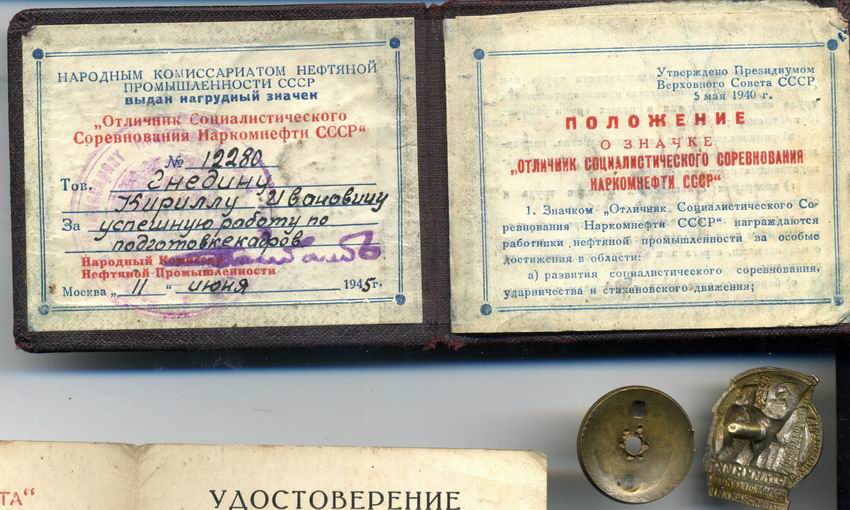 НАРОДНЫМ КОМИССАРИАТОМ НЕФТЯНОЙ
ПРОМЫШЛЕННОСТИ СССР
ВЫДАН НАГРУДНЫЙ ЗНАЧЕК
„Отличник Социалистического
Соревнования Наркомнефти СССР“
№ 12280
Тов. Гнедину
Кириллу Ивановичу
За успешную работу по
подготовке кадров
Народный Комиссар
Нефтяной Промышленности
Москва „11“ июня 1945г.
Утверждено Президиумом
Верховного Совета СССР
5 мая 1940 г.
ПОЛОЖЕНИЕ
О ЗНАЧКЕ
„ОТЛИЧНИК СОЦИАЛИСТИЧЕСКОГО СОРЕВНОВАНИЯ
НАРКОМНЕФТИ СССР“
1. Значком „Отличник Социалистического Со-
ревнования Наркомнефти СССР“ награждаются
работники нефтяной промышленности за особые
достижения в области:
а) развития социалистического соревнования,
ударничества и стахановского движения;
ТА“
УДОСТОВЕРЕНИЕ